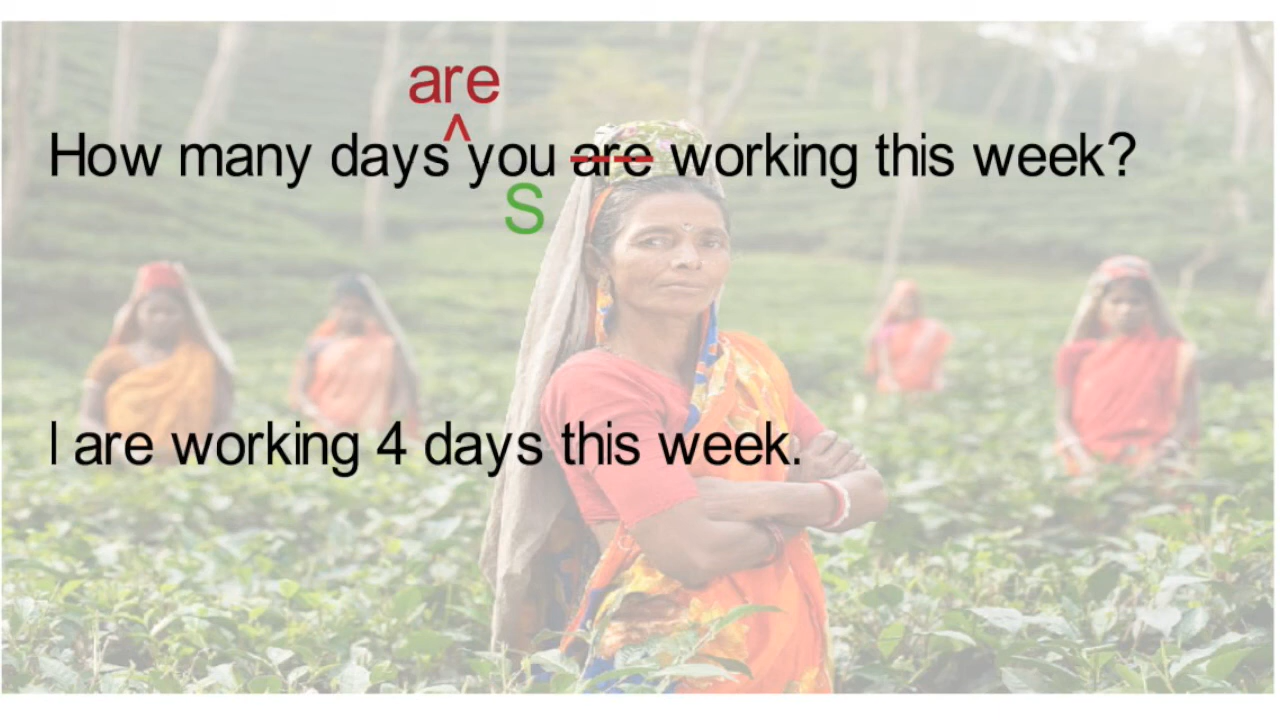 are
^
How many days you are working this week?
S
I are working 4 days this week.